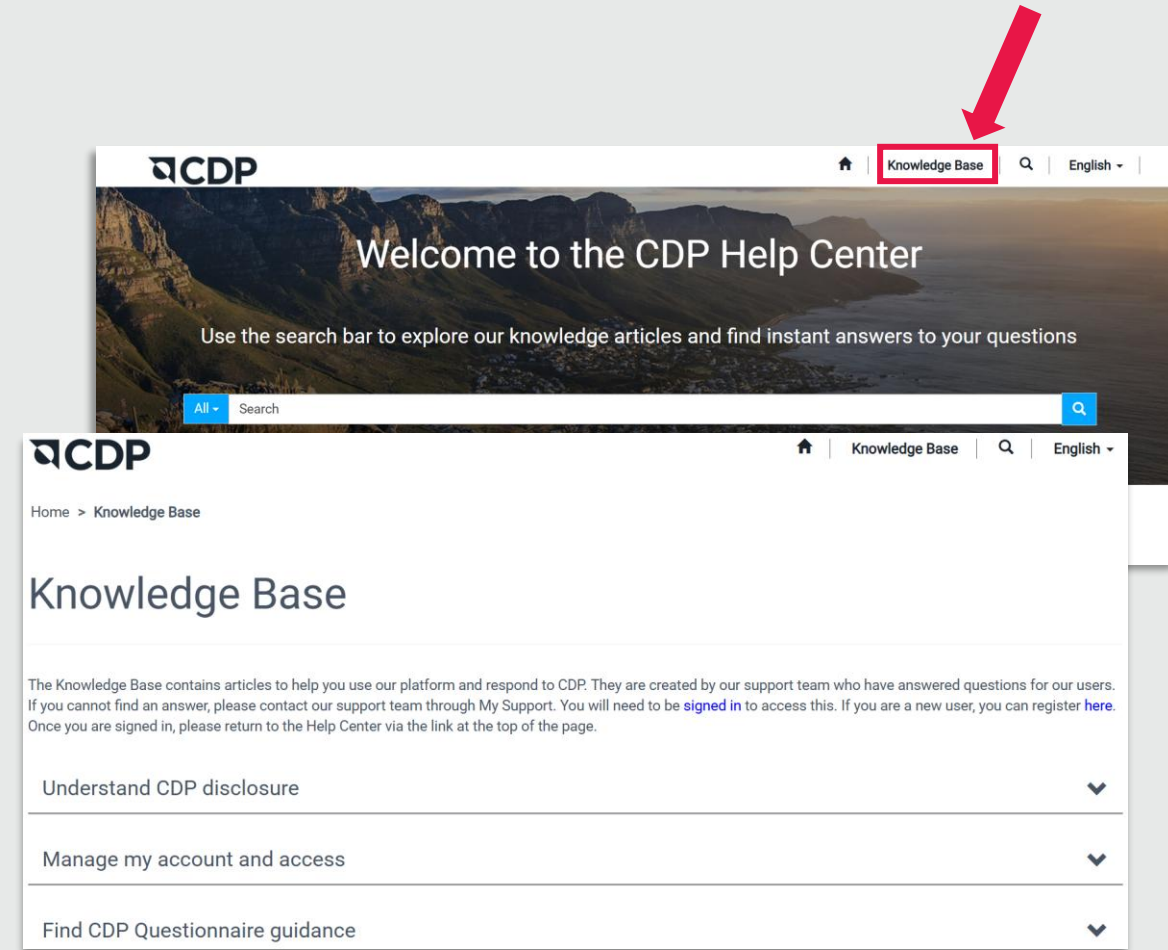 CDP
Knowledge Base
English
Welcome to the CDP Help Center
Use the search bar to explore our knowledge articles and find instant answers to your questions
All
Search
CDP
Knowledge Base
English
Home > Knowledge Base
Knowledge Base
The Knowledge Base contains articles to help you use our platform and respond to CDP. They are created by our support team who have answered questions for our users.
If you cannot find an answer, please contact our support team through My Support. You will need to be signed in to access this. If you are a new user, you can register here.
Once you are signed in, please return to the Help Center via the link at the top of the page.
Understand CDP disclosure
Manage my account and access
Find CDP Questionnaire guidance